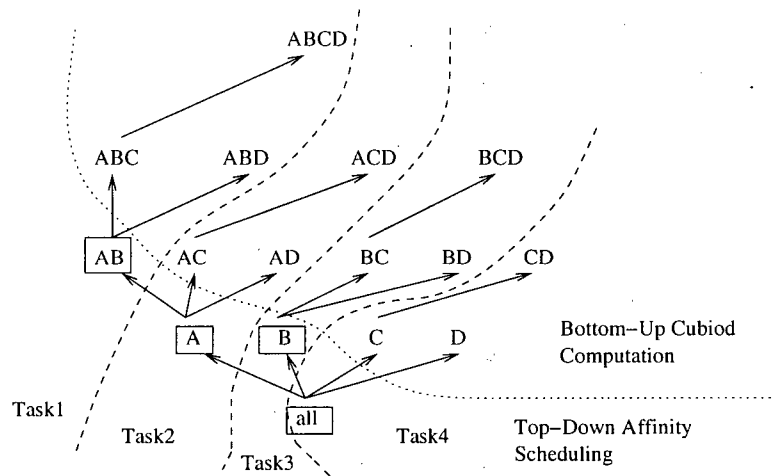 ABCD
ABC ABD ACD BCD
AB AC AD BC BD CD
A B C D
Bottom-Up Cubiod
Computation
Task1
all
Task2 Task4
Top-Down Affinity
Task3
Scheduling